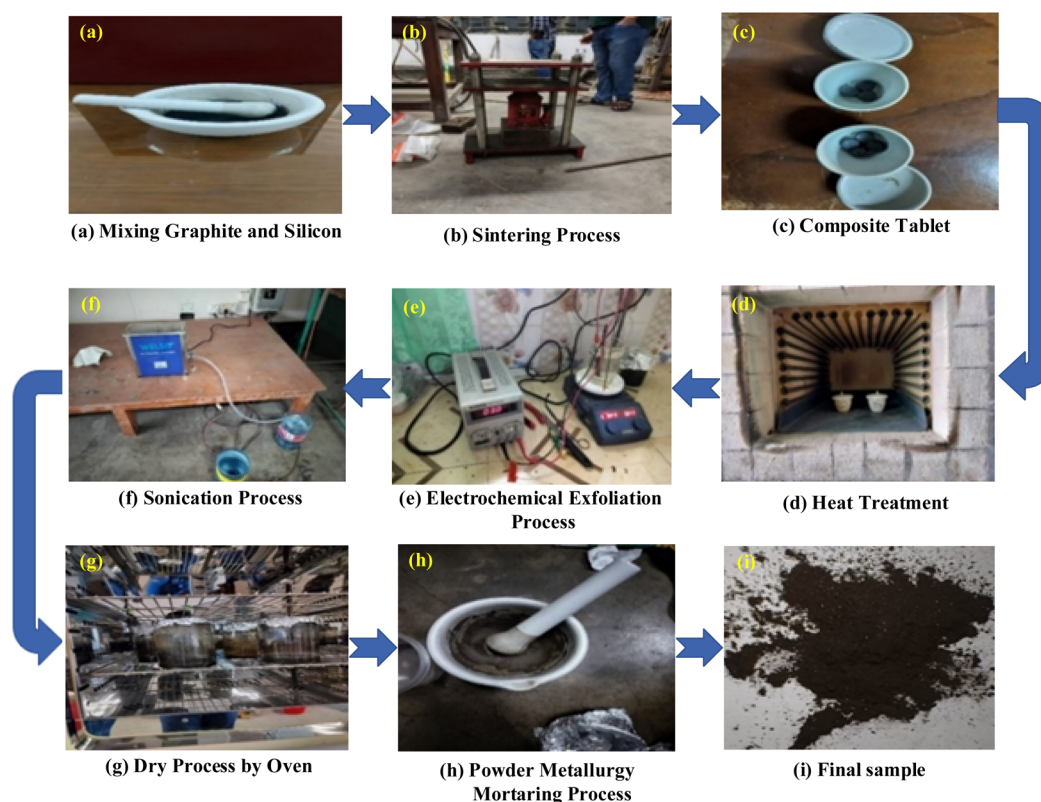 (a)
(b)
(c)
(a) Mixing Graphite and Silicon
(b) Sintering Process
(c) Composite Tablet
(f)
(e)
(d)
(f) Sonication Process
(e) Electrochemical Exfoliation
Process
(d) Heat Treatment
(g)
(h)
(i)
(g) Dry Process by Oven
(h) Powder Metallurgy
Mortaring Process
(i) Final sample